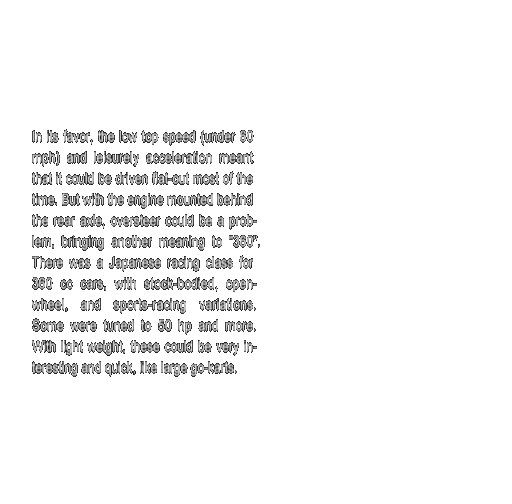 In its favor, the low top speed (under 60
mph) and leisurely acceleration meant
that it could be driven flat-out most of the
time. But with the engine mounted behind
the rear axle, oversteer could be a prob-
lem, bringing another meaning to "360".
There was a Japanese racing class for
360 cc cars, with stock-bodied, open-
wheel, and sports-racing variations.
Some were tuned to 50 hp and more.
With light weight, these could be very in-
teresting and quick, like large go-karts.